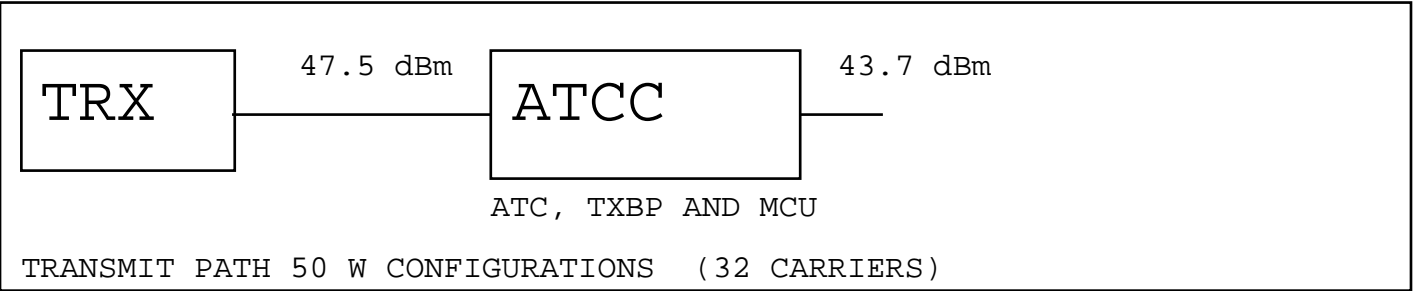 47.5 dBm 43.7 dBm
TRX ATCC
ATC, TXBP AND MCU
TRANSMIT PATH 50 W CONFIGURATIONS (32 CARRIERS)